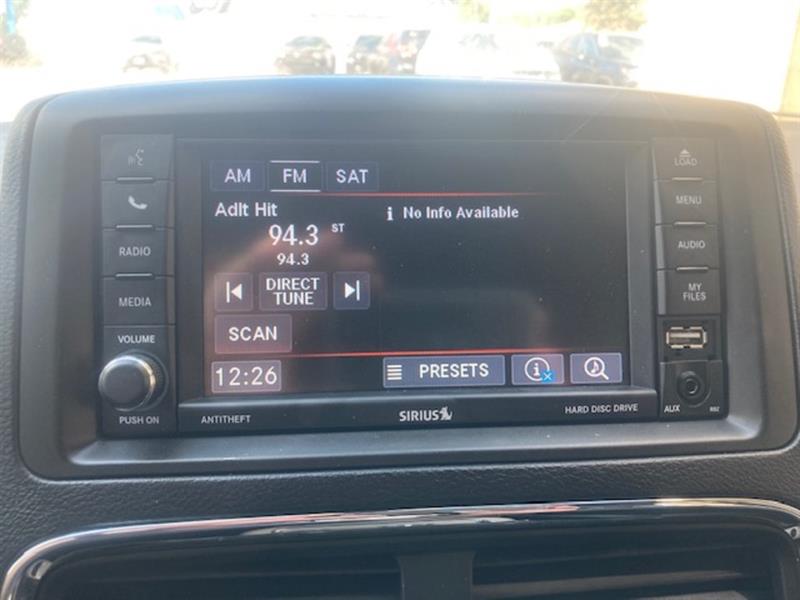 AM FM SAT
Adlt Hit
i No Info Available
94.3 ST
94.3
DIRECT
TUNE
SCAN
12:26
PRESETS
i
RADIO
MEDIA
VOLUME
PUSH ON
ANTITHEFT
SIRIUS
HARD DISC DRIVE
LOAD
MENU
AUDIO
MY
FILES
AUX